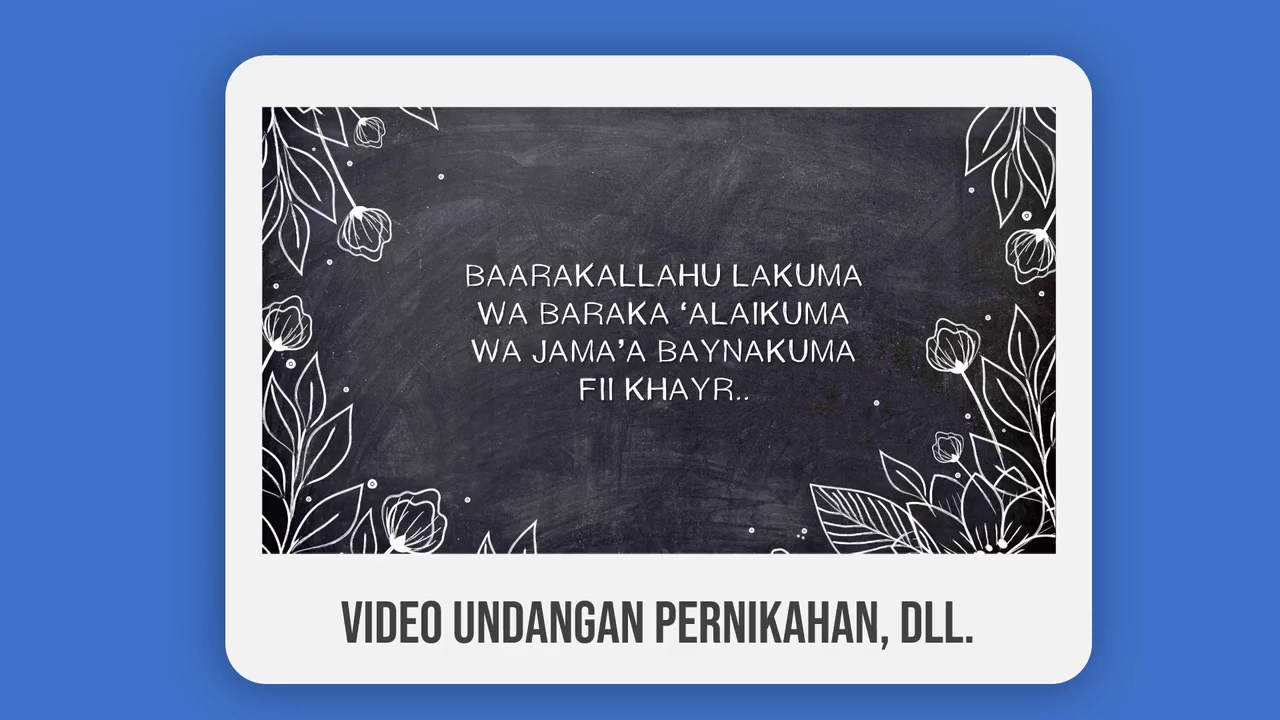 BAARAKALLAHU LAKUMA
WA BARAKA ‘ALAIKUMA
WA JAMA’A BAYNAKUMA
FII KHAYR..
VIDEO UNDANGAN PERNIKAHAN, DLL.